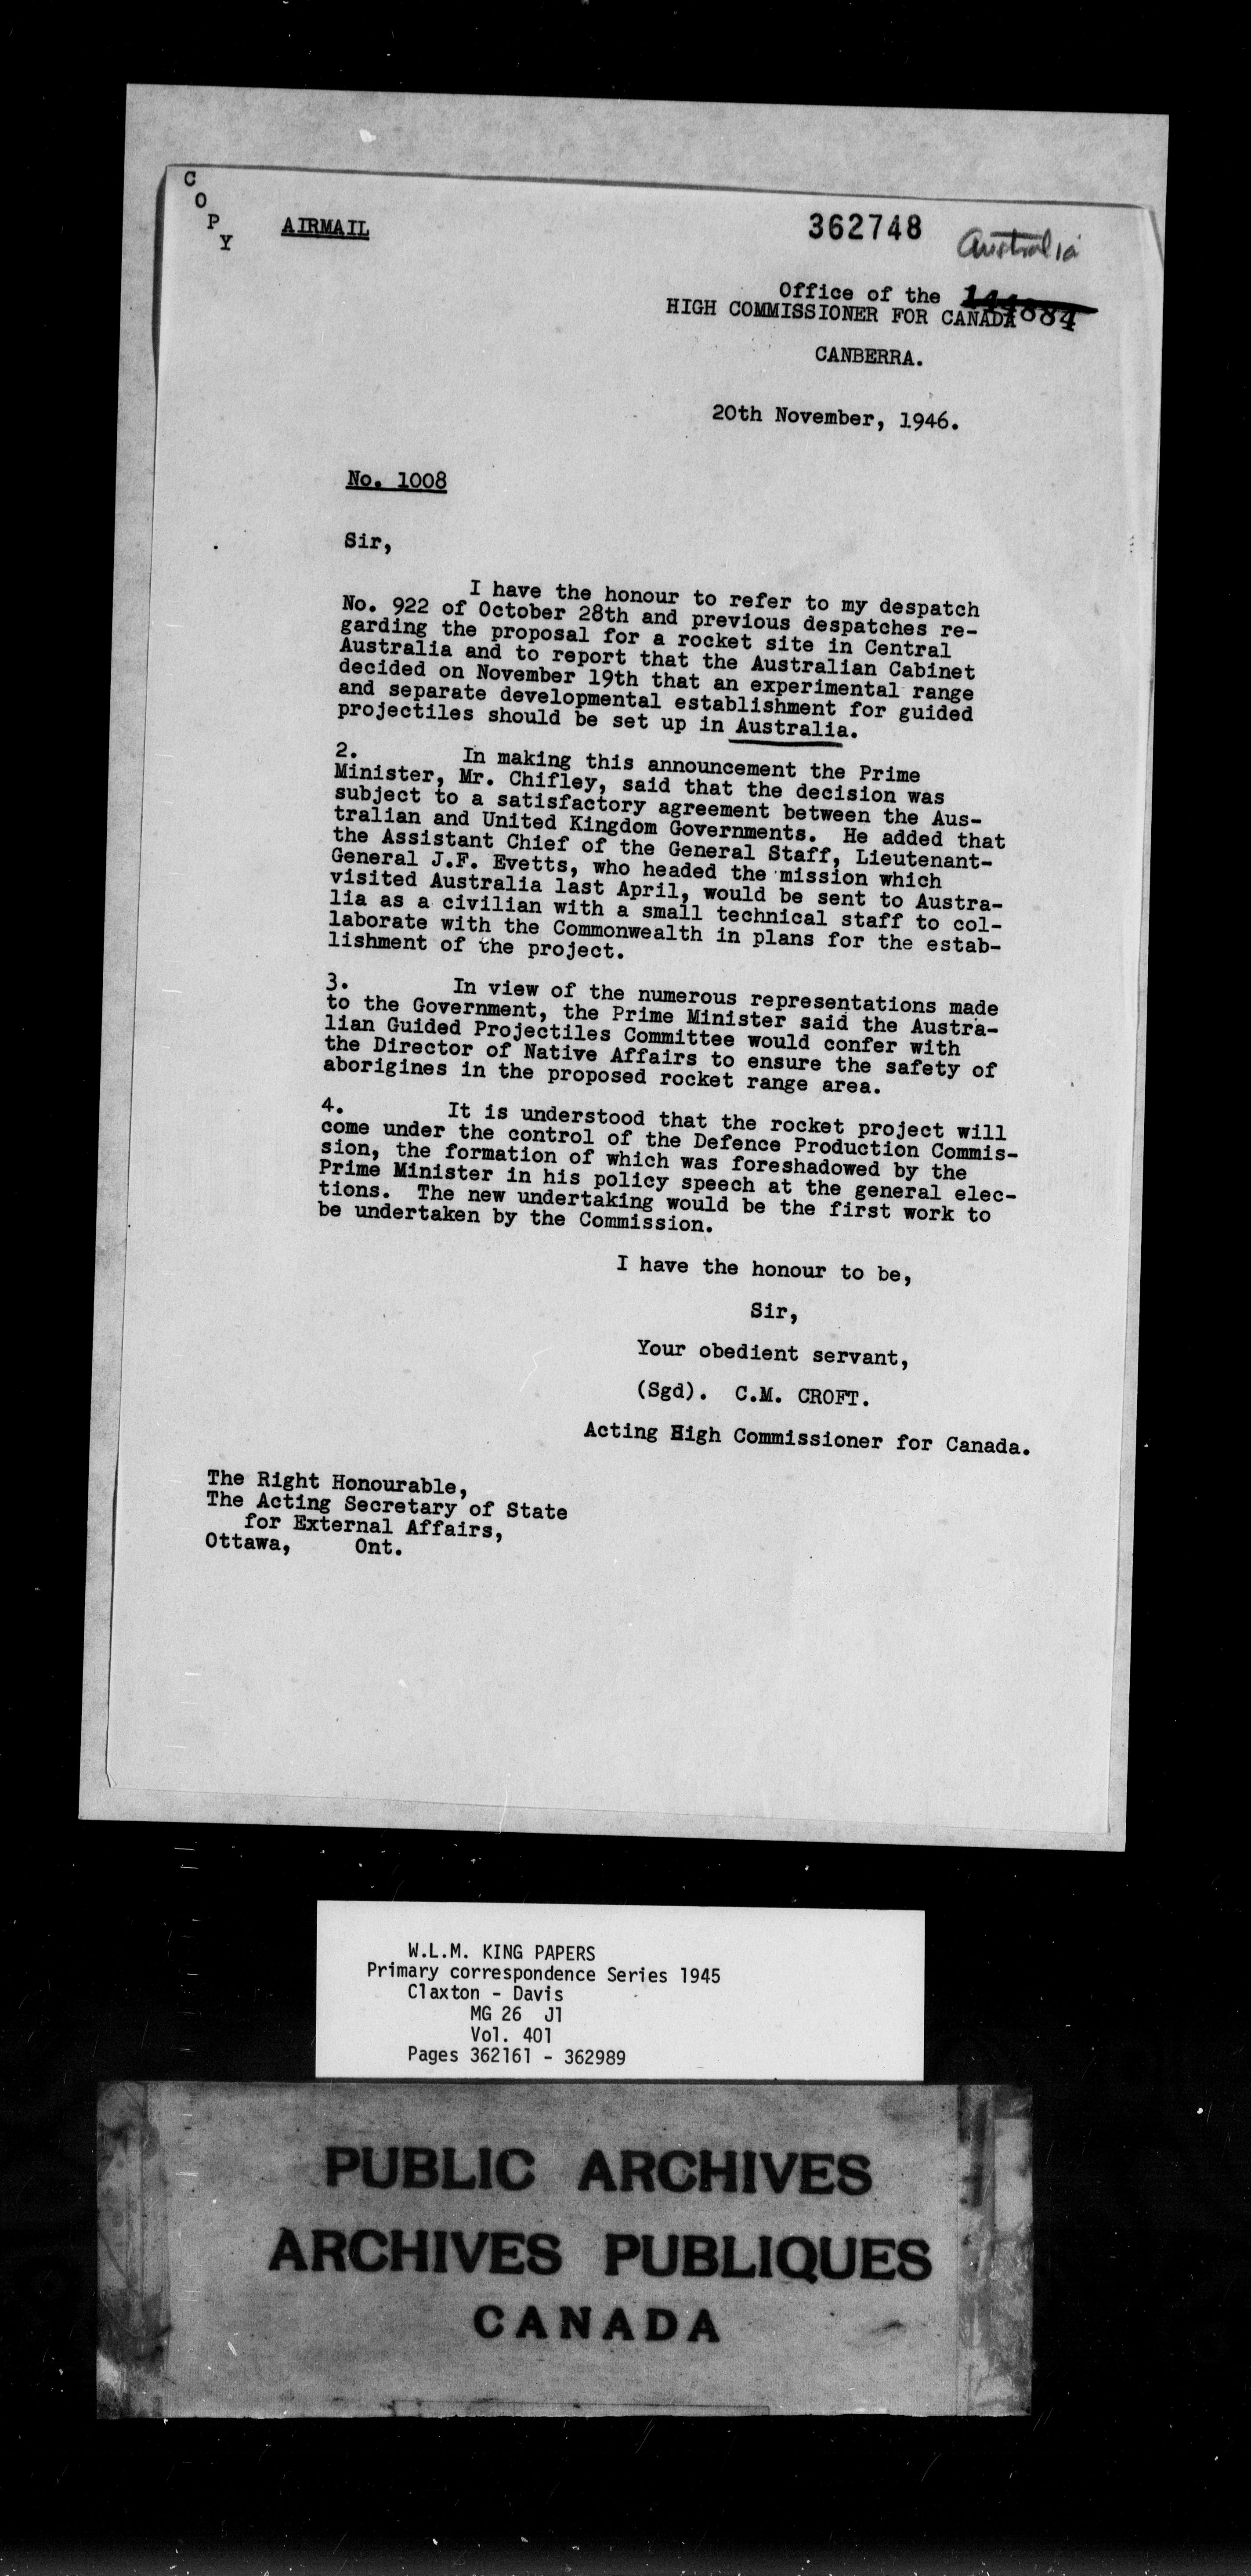 C
O
P
Y
AIRMAIL
362748
Australia
Office of the
HIGH COMMISSIONER FOR CANADA
CANBERRA.
20th November, 1946.
No. 1008
Sir,
I have the honour to refer to my despatch
No. 922 of October 28th and previous despatches re-
garding the proposal for a rocket site in Central
Australia and to report that the Australian Cabinet
decided on November 19th that an experimental range
and separate developmental establishment for guided
projectiles should be set up in Australia.
2. In making this announcement the Prime
Minister, Mr. Chifley, said that the decision was
subject to a satisfactory agreement between the Aus-
tralian and United Kingdom Governments. He added that
the Assistant Chief of the General Staff, Lieutenant-
General J.F. Evetts, who headed the mission which
visited Australia last April, would be sent to Austra-
lia as a civilian with a small technical staff to col-
laborate with the Commonwealth in plans for the estab-
lishment of the project.
3. In view of the numerous representations made
to the Government, the Prime Minister said the Austra-
lian Guided Projectiles Committee would confer with
the Director of Native Affairs to ensure the safety of
aborigines in the proposed rocket range area.
4. It is understood that the rocket project will
come under the control of the Defence Production Commis-
sion, the formation of which was foreshadowed by the
Prime Minister in his policy speech at the general elec-
tions. The new undertaking would be the first work to
be undertaken by the Commission.
I have the honour to be,
Sir,
Your obedient servant,
(Sgd). C.M. CROFT.
Acting High Commissioner for Canada.
The Right Honourable,
The Acting Secretary of State
for External Affairs,
Ottawa, Ont.
W.L.M. KING PAPERS
Primary correspondence Series 1945
Claxton - Davis
MG 26 J1
Vol. 401
Pages 362161 - 362989
PUBLIC ARCHIVES
ARCHIVES PUBLIQUES
CANADA